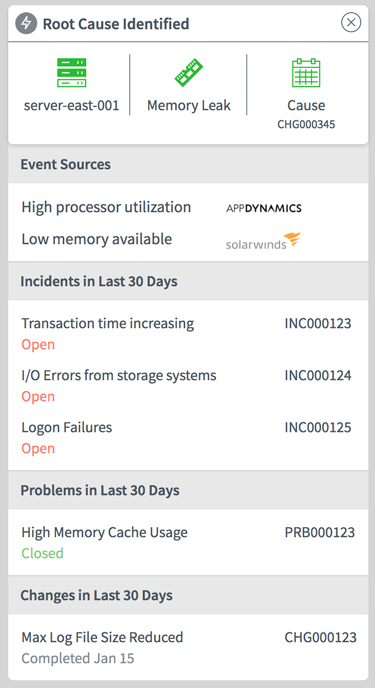 Root Cause Identified
server-east-001
Memory Leak
Cause
CHG000345
Event Sources
High processor utilization APPDYNAMICS
Low memory available solarwinds
Incidents in Last 30 Days
Transaction time increasing INC000123
Open
I/O Errors from storage systems INC000124
Open
Logon Failures INC000125
Open
Problems in Last 30 Days
High Memory Cache Usage PRB000123
Closed
Changes in Last 30 Days
Max Log File Size Reduced CHG000123
Completed Jan 15